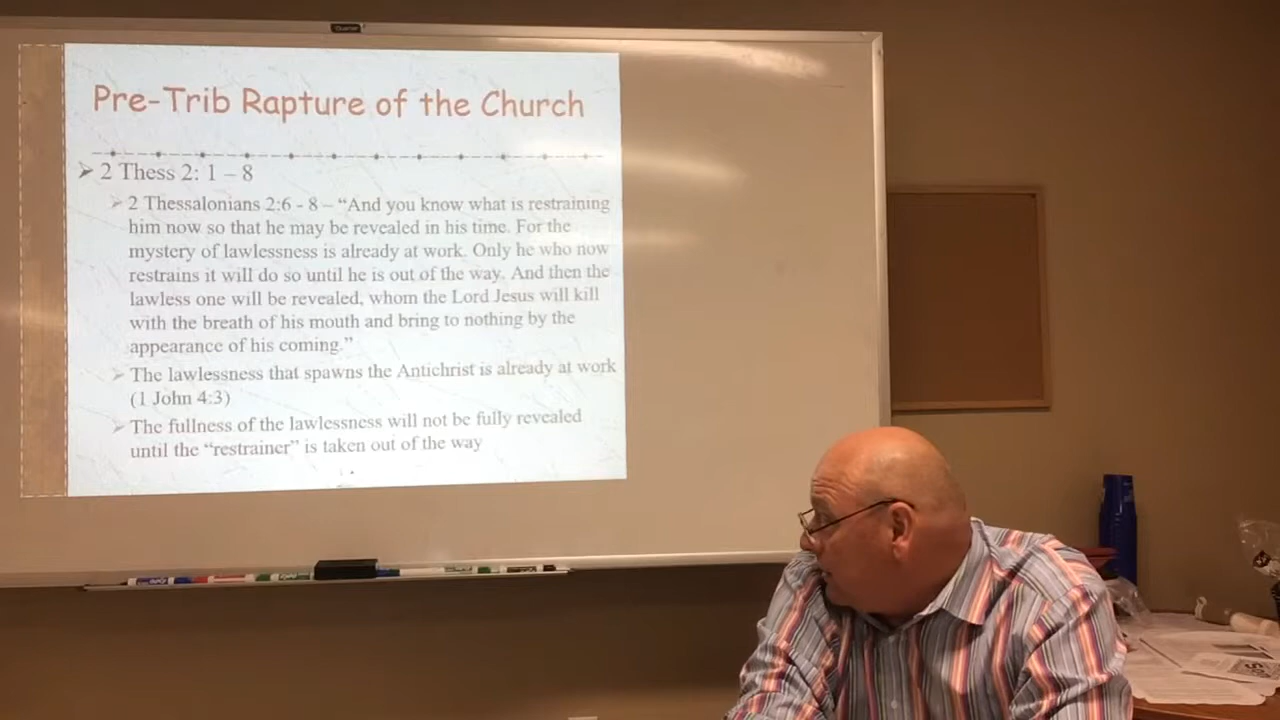 Quartet
Pre-Trib Rapture of the Church
2 Thess 2: 1 – 8
2 Thessalonians 2:6 - 8 – “And you know what is restraining
him now so that he may be revealed in his time. For the
mystery of lawlessness is already at work. Only he who now
restrains it will do so until he is out of the way. And then the
lawless one will be revealed, whom the Lord Jesus will kill
with the breath of his mouth and bring to nothing by the
appearance of his coming.”
The lawlessness that spawns the Antichrist is already at work
(1 John 4:3)
The fullness of the lawlessness will not be fully revealed
until the “restrainer” is taken out of the way